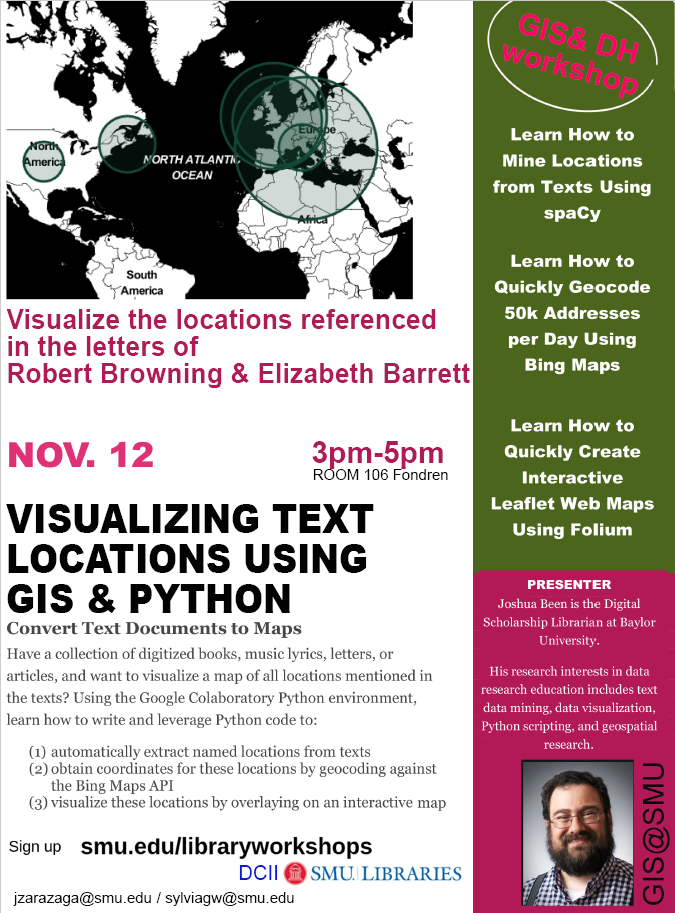 North
America
NORTH ATLANTIC
OCEAN
Europe
Africa
South
America
Visualize the locations referenced
in the letters of
Robert Browning & Elizabeth Barrett
NOV. 12
3pm-5pm
ROOM 106 Fondren
VISUALIZING TEXT
LOCATIONS USING
GIS & PYTHON
Convert Text Documents to Maps
Have a collection of digitized books, music lyrics, letters, or
articles, and want to visualize a map of all locations mentioned in
the texts? Using the Google Colaboratory Python environment,
learn how to write and leverage Python code to:
(1) automatically extract named locations from texts
(2) obtain coordinates for these locations by geocoding against
the Bing Maps API
(3) visualize these locations by overlaying on an interactive map
Sign up smu.edu/libraryworkshops
DCII SMU LIBRARIES
jzarazaga@smu.edu / sylviagw@smu.edu
GIS& DH
workshop
Learn How to
Mine Locations
from Texts Using
spaCy
Learn How to
Quickly Geocode
50k Addresses
per Day Using
Bing Maps
Learn How to
Quickly Create
Interactive
Leaflet Web Maps
Using Folium
PRESENTER
Joshua Been is the Digital
Scholarship Librarian at Baylor
University.
His research interests in data
research education includes text
data mining, data visualization,
Python scripting, and geospatial
research.
GIS@SMU